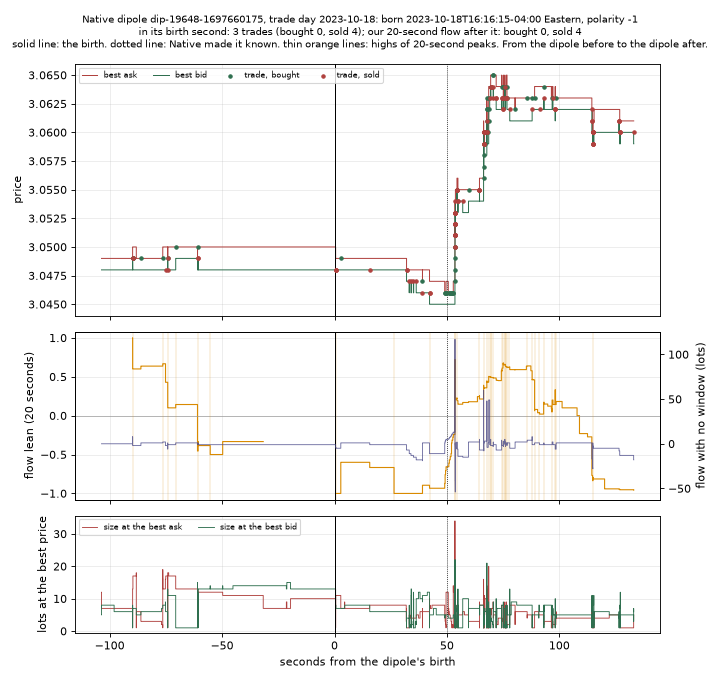 Native dipole dip-19648-1697660175, trade day 2023-10-18: born 2023-10-18T16:16:15-04:00 Eastern, polarity -1
in its birth second: 3 trades (bought 0, sold 4); our 20-second flow after it: bought 0, sold 4
solid line: the birth. dotted line: Native made it known. thin orange lines: highs of 20-second peaks. From the dipole before to the dipole after.
best ask
best bid
trade, bought
trade, sold
3.0650
3.0625
3.0600
3.0575
3.0550
3.0525
3.0500
3.0475
3.0450
price
1.0
0.5
0.0
−0.5
−1.0
flow lean (20 seconds)
100
50
0
−50
flow with no window (lots)
size at the best ask
size at the best bid
30
20
10
0
lots at the best price
−100
−50
0
50
100
seconds from the dipole's birth